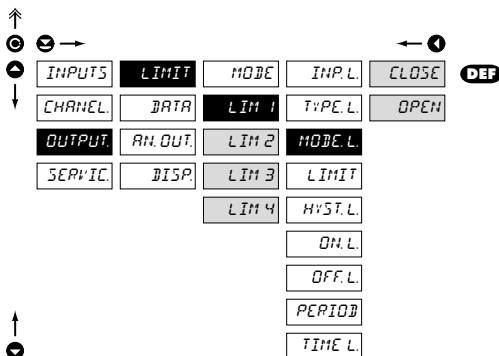 INPUTS LIMIT MODE INP. L. CLOSE DEF
CHANEL. DATA LIM 1 TYPE. L. OPEN
OUTPUT. AN. OUT. LIM 2 MODE. L.
SERVIC. DISP. LIM 3 LIMIT
LIM 4 HYST. L.
ON. L.
OFF. L.
PERIOD
TIME L.